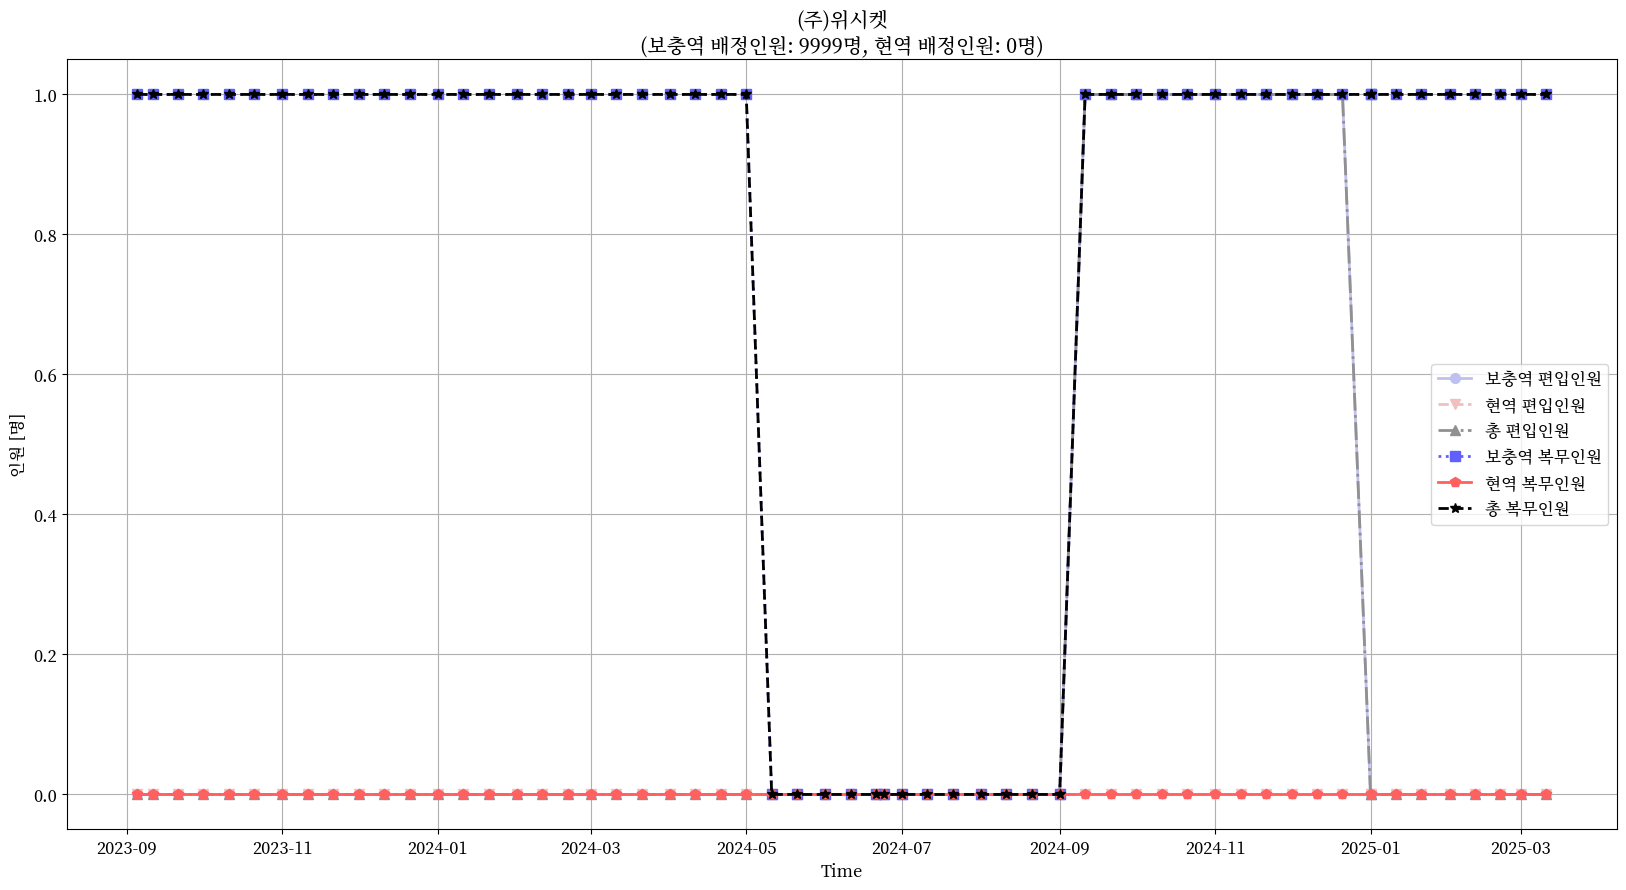 (주)위시켓
(보충역 배정인원: 9999명, 현역 배정인원: 0명)
1.0
0.8
0.6
0.4
0.2
0.0
인원 [명]
보충역 편입인원
현역 편입인원
총 편입인원
보충역 복무인원
현역 복무인원
총 복무인원
2023-09
2023-11
2024-01
2024-03
2024-05
2024-07
2024-09
2024-11
2025-01
2025-03
Time